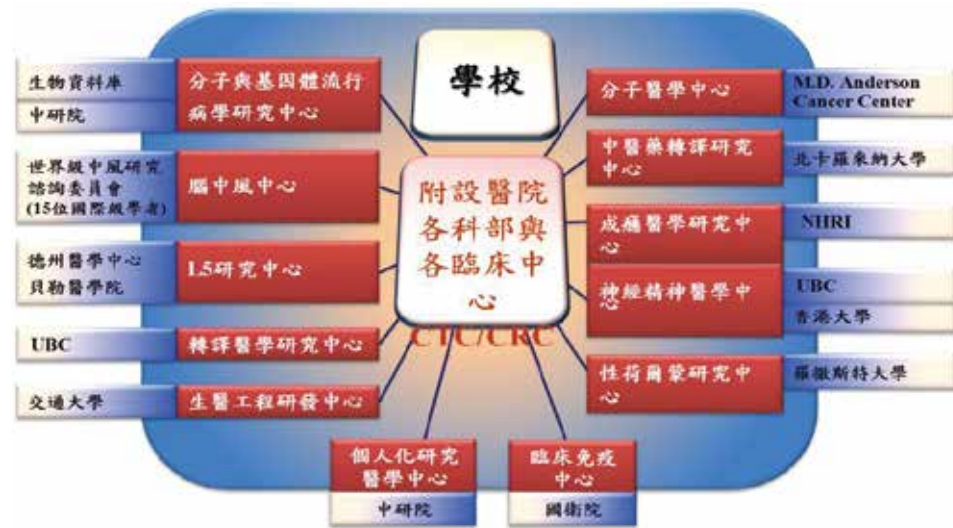 學校
附設醫院
各科部與
各臨床中
心
CTC/CRC
生物資料庫
中研院
分子與基因體流行
病學研究中心
世界級中風研究
諮詢委員會
(15位國際級學者)
腦中風中心
德州醫學中心
貝勒醫學院
L5研究中心
UBC
轉譯醫學研究中心
交通大學
生醫工程研發中心
個人化研究
醫學中心
中研院
臨床免疫
中心
國衛院
分子醫學中心
M.D. Anderson
Cancer Center
中醫藥轉譯研究
中心
北卡羅來納大學
成癮醫學研究中
心
NHRI
神經精神醫學中
心
UBC
香港大學
性荷爾蒙研究中
心
羅徹斯特大學